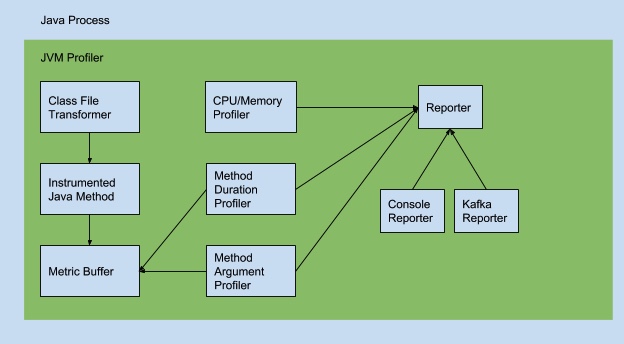 Java Process
JVM Profiler
Class File
Transformer
CPU/Memory
Profiler
Reporter
Instrumented
Java Method
Method
Duration
Profiler
Console
Reporter
Kafka
Reporter
Metric Buffer
Method
Argument
Profiler